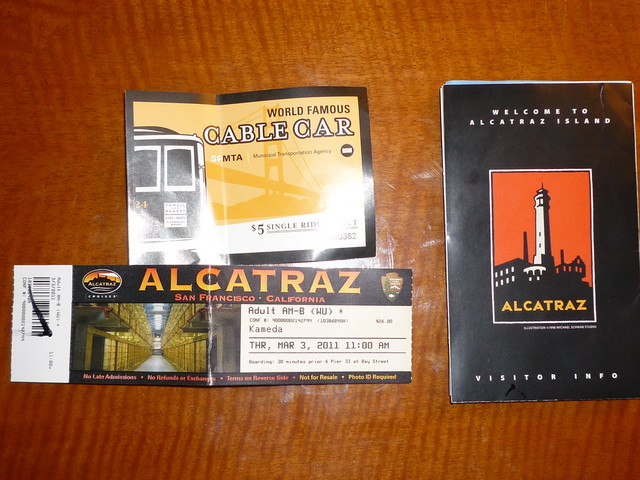 WORLD FAMOUS
CABLE CAR
SFMTA Municipal Transportation Agency
24
$5 SINGLE RIDE
ALCATRAZ
CRUISES
ALCATRAZ
SAN FRANCISCO • CALIFORNIA
Adult AM-B (WU) *
$26.00
Kameda
THR, MAR 3, 2011 11:00 AM
Boarding: 30 minutes prior @ Pier 33 at Bay Street
No Late Admissions • No Refunds or Exchanges • Terms on Reverse Side • Not for Resale • Photo ID Required
WELCOME TO
ALCATRAZ ISLAND
ALCATRAZ
VISITOR INFO